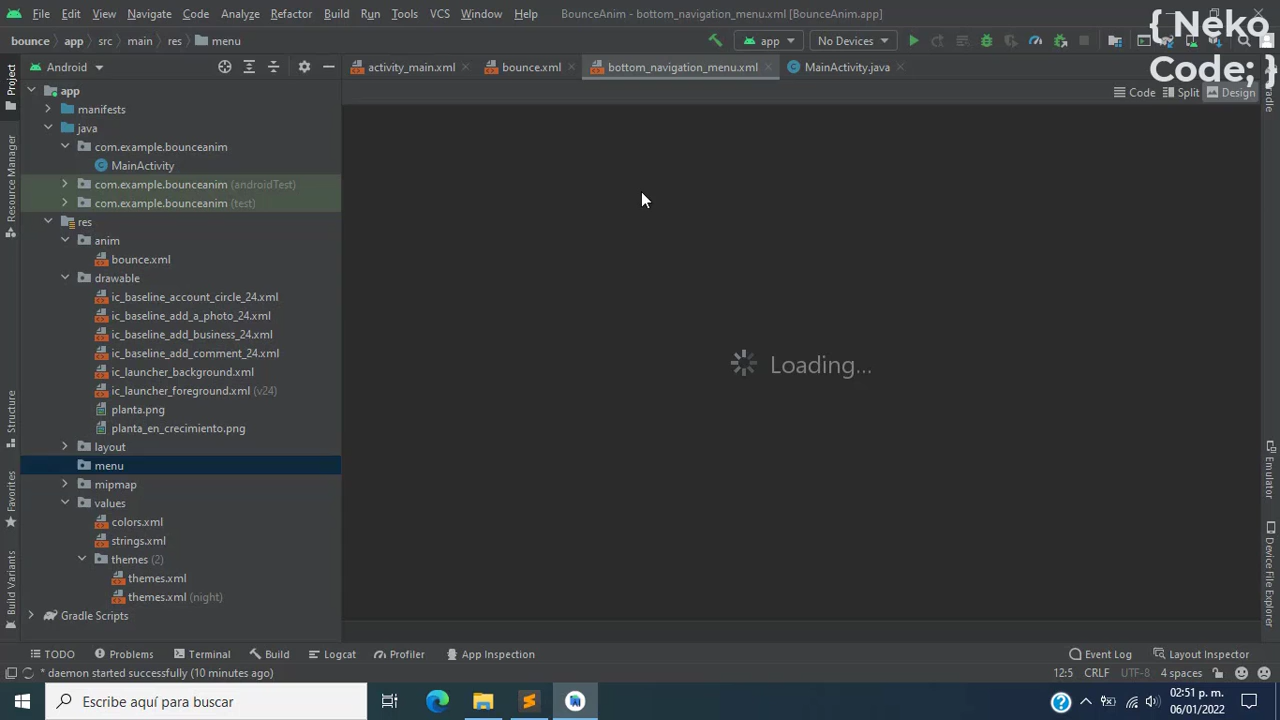 File Edit View Navigate Code Analyze Refactor Build Run Tools VCS Window Help BounceAnim - bottom_navigation_menu.xml [BounceAnim.app]
{ Neko
Code; }
bounce app src main res menu app No Devices
Project
Android
activity_main.xml bounce.xml bottom_navigation_menu.xml MainActivity.java
Code Split Design
app
manifests
java
com.example.bounceanim
MainActivity
com.example.bounceanim (androidTest)
com.example.bounceanim (test)
res
anim
bounce.xml
drawable
ic_baseline_account_circle_24.xml
ic_baseline_add_a_photo_24.xml
ic_baseline_add_business_24.xml
ic_baseline_add_comment_24.xml
ic_launcher_background.xml
ic_launcher_foreground.xml (v24)
planta.png
planta_en_crecimiento.png
layout
menu
mipmap
values
colors.xml
strings.xml
themes (2)
themes.xml
themes.xml (night)
Gradle Scripts
Loading...
Resource Manager
Structure
Favorites
Build Variants
Emulator
Device File Explorer
TODO Problems Terminal Build Logcat Profiler App Inspection Event Log Layout Inspector
* daemon started successfully (10 minutes ago) 12:5 CRLF UTF-8 4 spaces
Escribe aquí para buscar
02:51 p. m.
06/01/2022